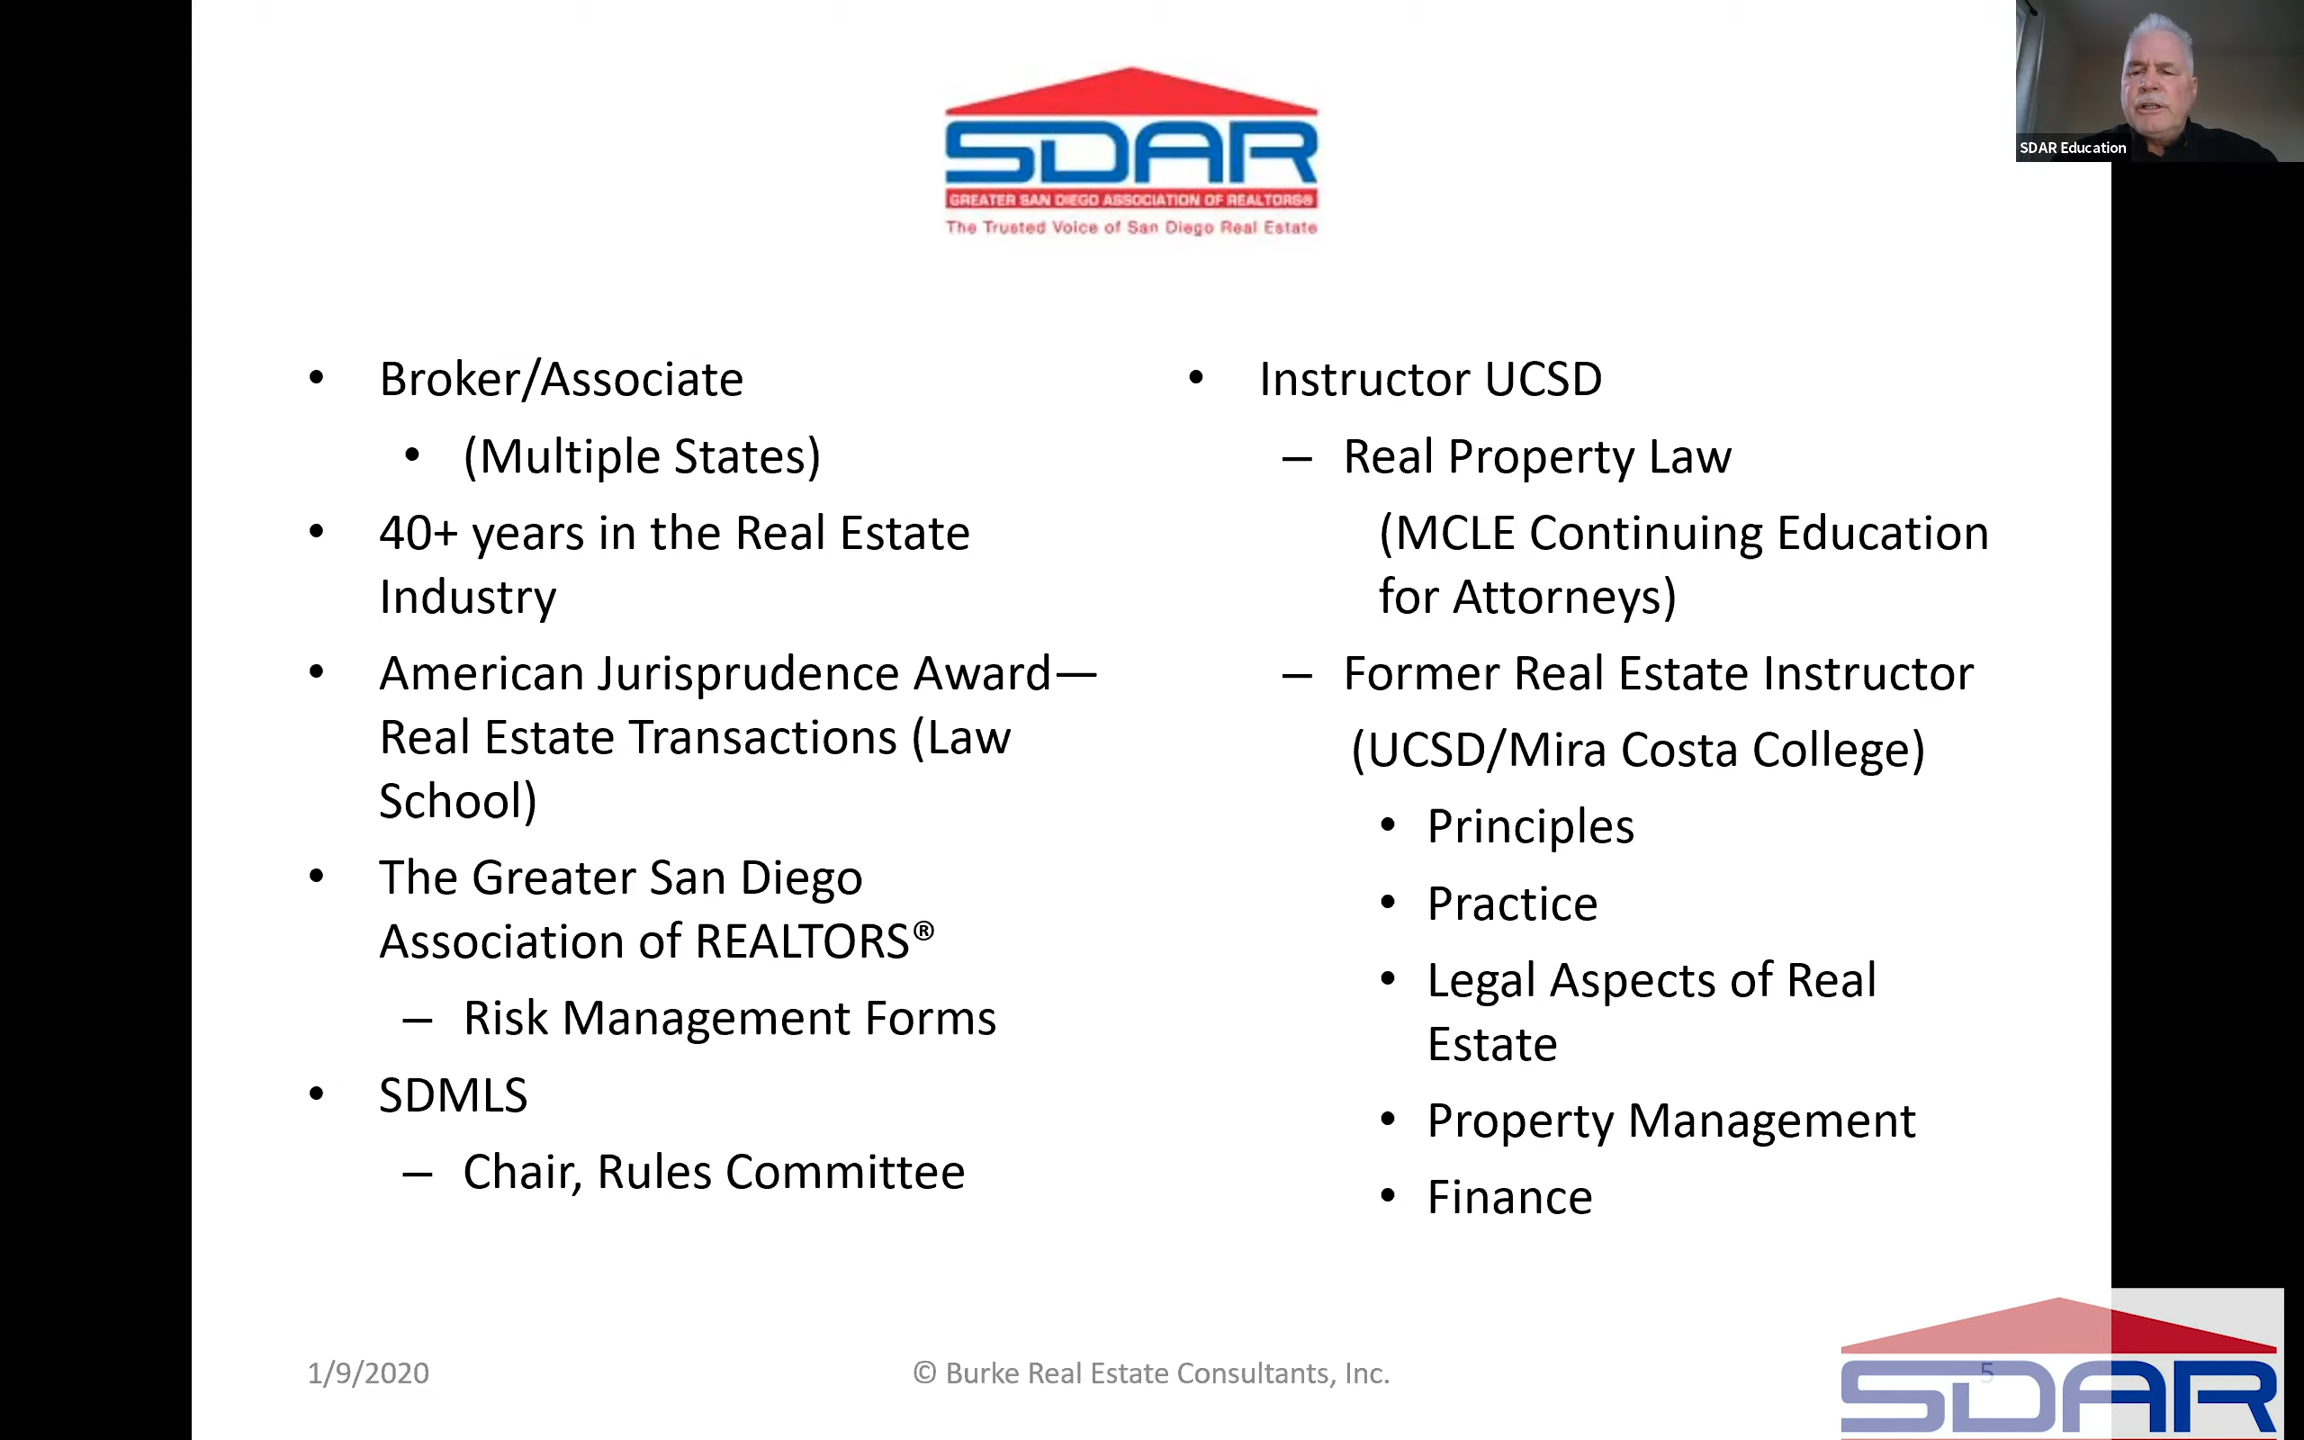 SDAR
GREATER SAN DIEGO ASSOCIATION OF REALTORS®
The Trusted Voice of San Diego Real Estate
SDAR Education
• Broker/Associate
• (Multiple States)
• 40+ years in the Real Estate
Industry
• American Jurisprudence Award—
Real Estate Transactions (Law
School)
• The Greater San Diego
Association of REALTORS®
– Risk Management Forms
• SDMLS
– Chair, Rules Committee
• Instructor UCSD
– Real Property Law
(MCLE Continuing Education
for Attorneys)
– Former Real Estate Instructor
(UCSD/Mira Costa College)
• Principles
• Practice
• Legal Aspects of Real
Estate
• Property Management
• Finance
1/9/2020
© Burke Real Estate Consultants, Inc.
5
SDAR